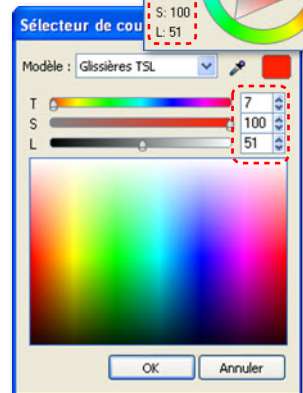 S: 100
L: 51
Sélecteur de cou
Modèle : Glissières TSL
T 7
S 100
L 51
OK Annuler